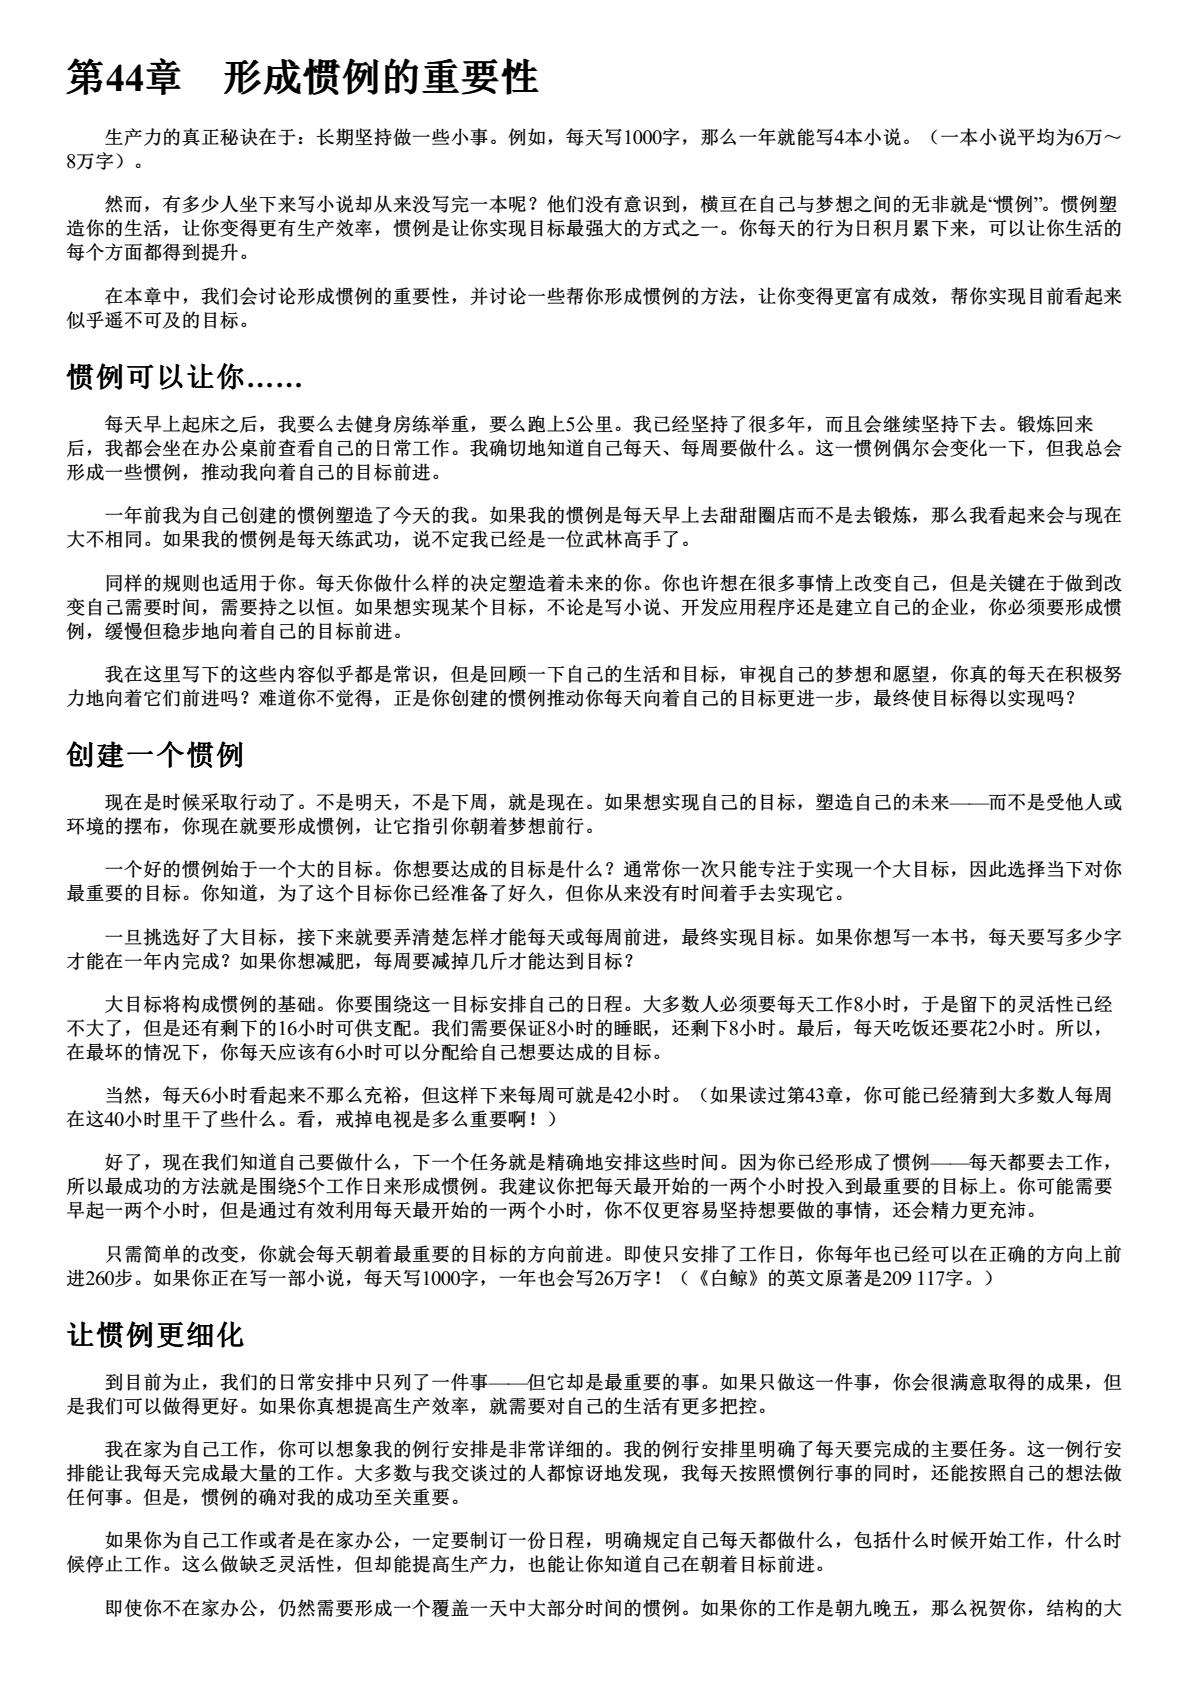 第44章　形成惯例的重要性
生产力的真正秘诀在于：长期坚持做一些小事。例如，每天写1000字，那么一年就能写4本小说。（一本小说平均为6万～
8万字）。
然而，有多少人坐下来写小说却从来没写完一本呢？他们没有意识到，横亘在自己与梦想之间的无非就是“惯例”。惯例塑
造你的生活，让你变得更有生产效率，惯例是让你实现目标最强大的方式之一。你每天的行为日积月累下来，可以让你生活的
每个方面都得到提升。
在本章中，我们会讨论形成惯例的重要性，并讨论一些帮你形成惯例的方法，让你变得更富有成效，帮你实现目前看起来
似乎遥不可及的目标。
惯例可以让你……
每天早上起床之后，我要么去健身房练举重，要么跑上5公里。我已经坚持了很多年，而且会继续坚持下去。锻炼回来
后，我都会坐在办公桌前查看自己的日常工作。我确切地知道自己每天、每周要做什么。这一惯例偶尔会变化一下，但我总会
形成一些惯例，推动我向着自己的目标前进。
一年前我为自己创建的惯例塑造了今天的我。如果我的惯例是每天早上去甜甜圈店而不是去锻炼，那么我看起来会与现在
大不相同。如果我的惯例是每天练武功，说不定我已经是一位武林高手了。
同样的规则也适用于你。每天你做什么样的决定塑造着未来的你。你也许想在很多事情上改变自己，但是关键在于做到改
变自己需要时间，需要持之以恒。如果想实现某个目标，不论是写小说、开发应用程序还是建立自己的企业，你必须要形成惯
例，缓慢但稳步地向着自己的目标前进。
我在这里写下的这些内容似乎都是常识，但是回顾一下自己的生活和目标，审视自己的梦想和愿望，你真的每天在积极努
力地向着它们前进吗？难道你不觉得，正是你创建的惯例推动你每天向着自己的目标更进一步，最终使目标得以实现吗？
创建一个惯例
现在是时候采取行动了。不是明天，不是下周，就是现在。如果想实现自己的目标，塑造自己的未来——而不是受他人或
环境的摆布，你现在就要形成惯例，让它指引你朝着梦想前行。
一个好的惯例始于一个大的目标。你想要达成的目标是什么？通常你一次只能专注于实现一个大目标，因此选择当下对你
最重要的目标。你知道，为了这个目标你已经准备了好久，但你从来没有时间着手去实现它。
一旦挑选好了大目标，接下来就要弄清楚怎样才能每天或每周前进，最终实现目标。如果你想写一本书，每天要写多少字
才能在一年内完成？如果你想减肥，每周要减掉几斤才能达到目标？
大目标将构成惯例的基础。你要围绕这一目标安排自己的日程。大多数人必须要每天工作8小时，于是留下的灵活性已经
不大了，但是还有剩下的16小时可供支配。我们需要保证8小时的睡眠，还剩下8小时。最后，每天吃饭还要花2小时。所以，
在最坏的情况下，你每天应该有6小时可以分配给自己想要达成的目标。
当然，每天6小时看起来不那么充裕，但这样下来每周可就是42小时。（如果读过第43章，你可能已经猜到大多数人每周
在这40小时里干了些什么。看，戒掉电视是多么重要啊！）
好了，现在我们知道自己要做什么，下一个任务就是精确地安排这些时间。因为你已经形成了惯例——每天都要去工作，
所以最成功的方法就是围绕5个工作日来形成惯例。我建议你把每天最开始的一两个小时投入到最重要的目标上。你可能需要
早起一两个小时，但是通过有效利用每天最开始的一两个小时，你不仅更容易坚持想要做的事情，还会精力更充沛。
只需简单的改变，你就会每天朝着最重要的目标的方向前进。即使只安排了工作日，你每年也已经可以在正确的方向上前
进260步。如果你正在写一部小说，每天写1000字，一年也会写26万字！（《白鲸》的英文原著是209 117字。）
让惯例更细化
到目前为止，我们的日常安排中只列了一件事——但它却是最重要的事。如果只做这一件事，你会很满意取得的成果，但
是我们可以做得更好。如果你真想提高生产效率，就需要对自己的生活有更多把控。
我在家为自己工作，你可以想象我的例行安排是非常详细的。我的例行安排里明确了每天要完成的主要任务。这一例行安
排能让我每天完成最大量的工作。大多数与我交谈过的人都惊讶地发现，我每天按照惯例行事的同时，还能按照自己的想法做
任何事。但是，惯例的确对我的成功至关重要。
如果你为自己工作或者是在家办公，一定要制订一份日程，明确规定自己每天都做什么，包括什么时候开始工作，什么时
候停止工作。这么做缺乏灵活性，但却能提高生产力，也能让你知道自己在朝着目标前进。
即使你不在家办公，仍然需要形成一个覆盖一天中大部分时间的惯例。如果你的工作是朝九晚五，那么祝贺你，结构的大